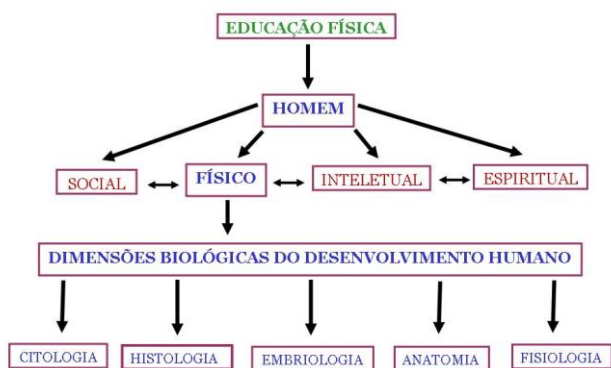 EDUCAÇÃO FÍSICA
HOMEM
SOCIAL
FÍSICO
INTELETUAL
ESPIRITUAL
DIMENSÕES BIOLÓGICAS DO DESENVOLVIMENTO HUMANO
CITOLOGIA
HISTOLOGIA
EMBRIOLOGIA
ANATOMIA
FISIOLOGIA